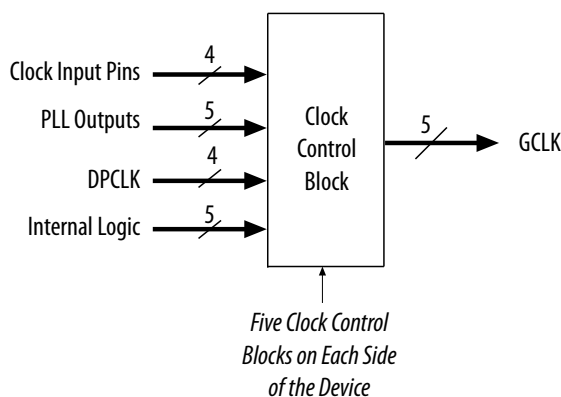 Clock Input Pins
4
PLL Outputs
5
DPCLK
4
Internal Logic
5
Clock
Control
Block
5
GCLK
Five Clock Control
Blocks on Each Side
of the Device